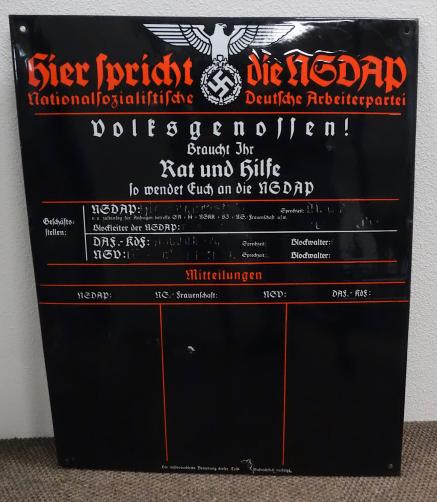 Hier spricht die NSDAP
Nationalsozialistische Deutsche Arbeiterpartei
Volksgenossen!
Braucht Ihr
Rat und Hilfe
so wendet Euch an die NSDAP
Geschäfts-
stellen:
NSDAP: Sprechzeit:
Blockleiter der NSDAP:
DAF.-KdF: Sprechzeit: Blockwalter:
NSV: Sprechzeit: Blockwalter:
Mitteilungen
NSDAP: NS.-Frauenschaft: NSV: DAF.-KdF: